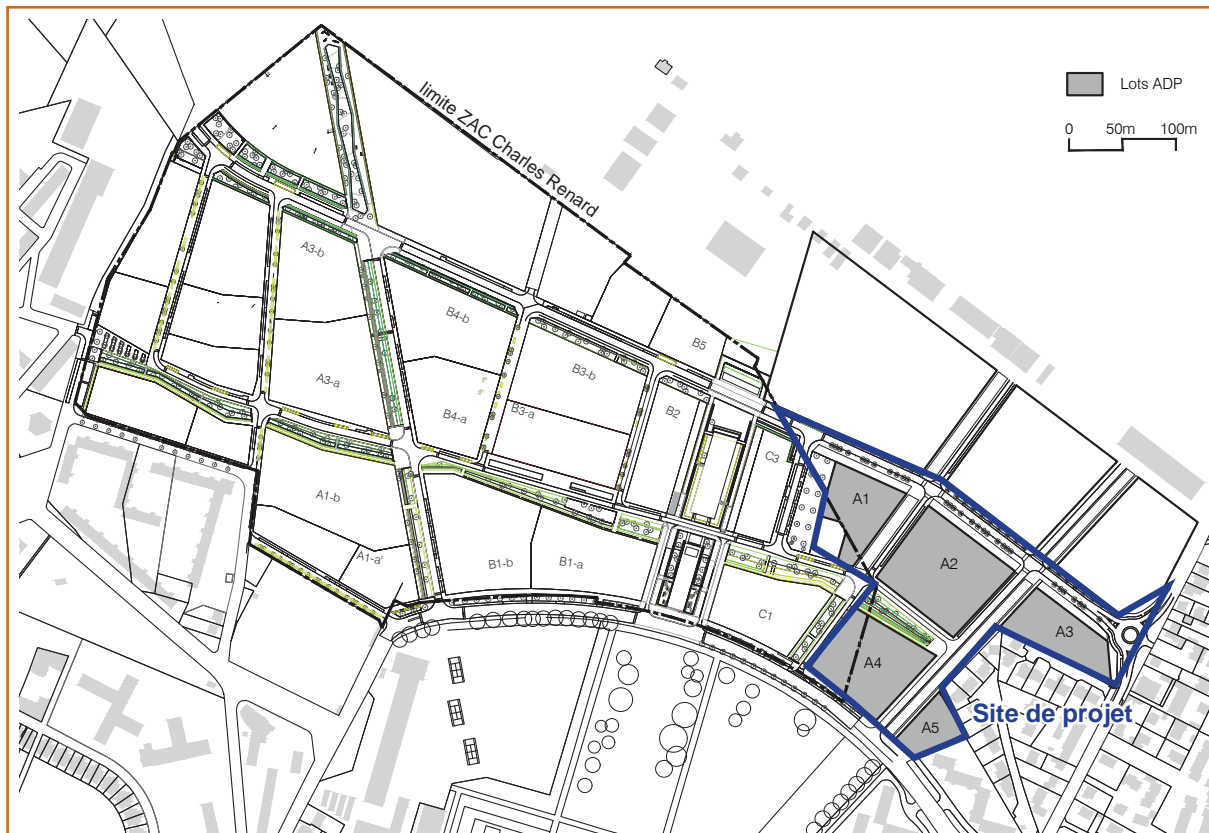 limite ZAC Charles Renard
Lots ADP
0 50m 100m
A3-b
B4-b
B5
A3-a
B4-a
B3-b
B3-a
B2
C3
A1
A1-b
A2
A1-a'
B1-b
B1-a
C1
A3
A4
Site de projet
A5